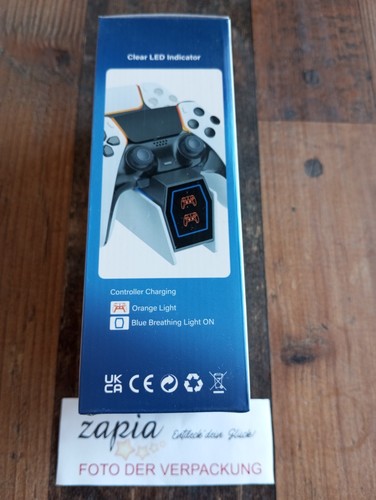 Clear LED Indicator
Controller Charging
Orange Light
Blue Breathing Light ON
UK
CA CE
zapia Entdeck dein Glück!
FOTO DER VERPACKUNG